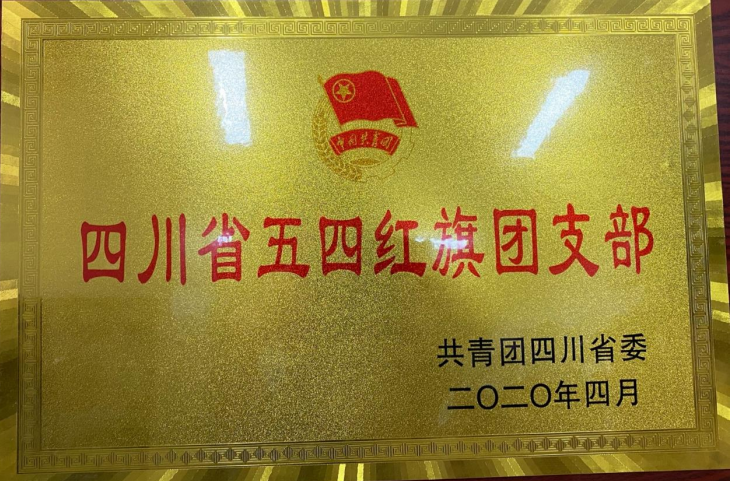 中国共青团
四川省五四红旗团支部
共青团四川省委
二〇二〇年四月